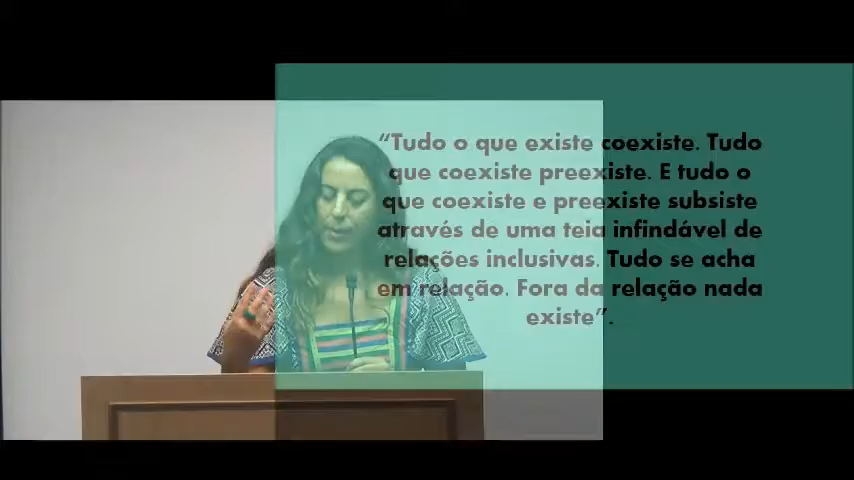 “Tudo o que existe coexiste. Tudo
que coexiste preexiste. E tudo o
que coexiste e preexiste subsiste
através de uma teia infindável de
relações inclusivas. Tudo se acha
em relação. Fora da relação nada
existe”.